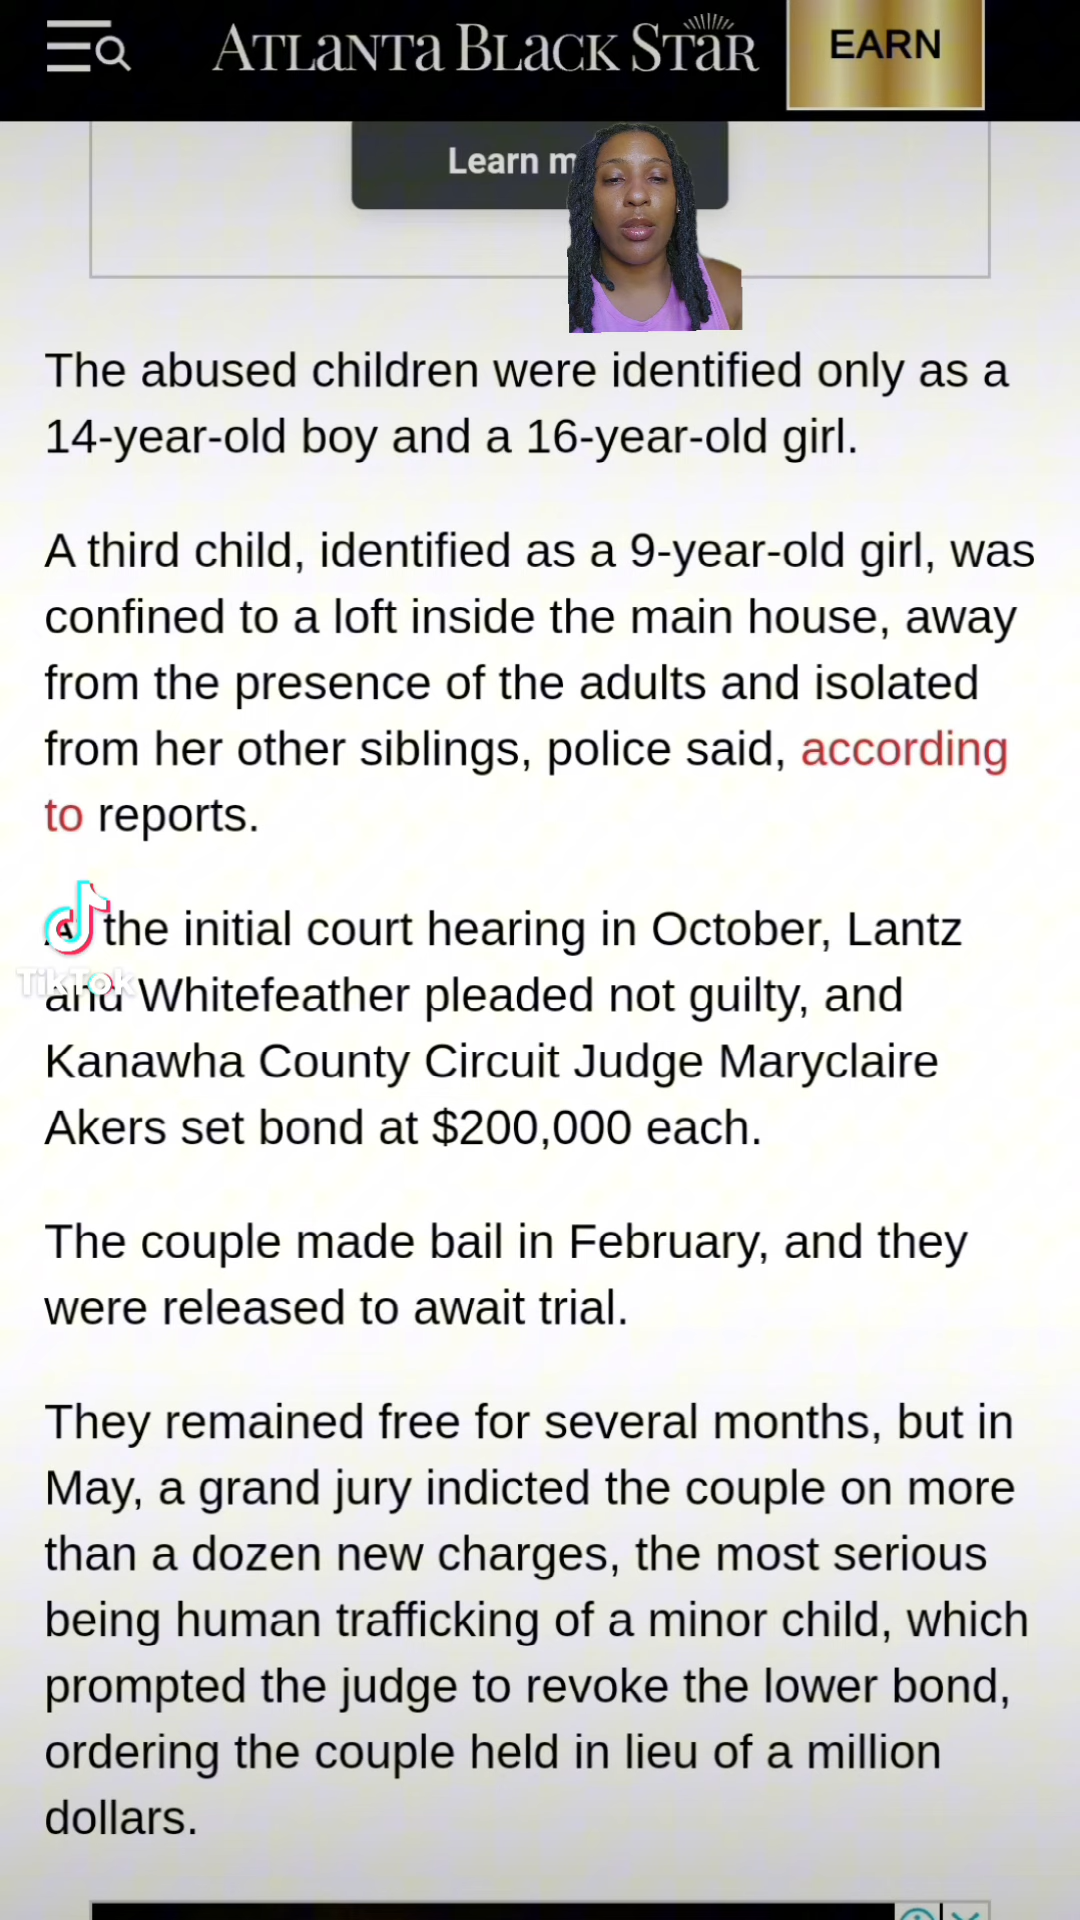 ATLANTA BLACK STAR
EARN
Learn m
The abused children were identified only as a
14-year-old boy and a 16-year-old girl.
A third child, identified as a 9-year-old girl, was
confined to a loft inside the main house, away
from the presence of the adults and isolated
from her other siblings, police said, according
to reports.
the initial court hearing in October, Lantz
and Whitefeather pleaded not guilty, and
Kanawha County Circuit Judge Maryclaire
Akers set bond at $200,000 each.
The couple made bail in February, and they
were released to await trial.
They remained free for several months, but in
May, a grand jury indicted the couple on more
than a dozen new charges, the most serious
being human trafficking of a minor child, which
prompted the judge to revoke the lower bond,
ordering the couple held in lieu of a million
dollars.
TikTok